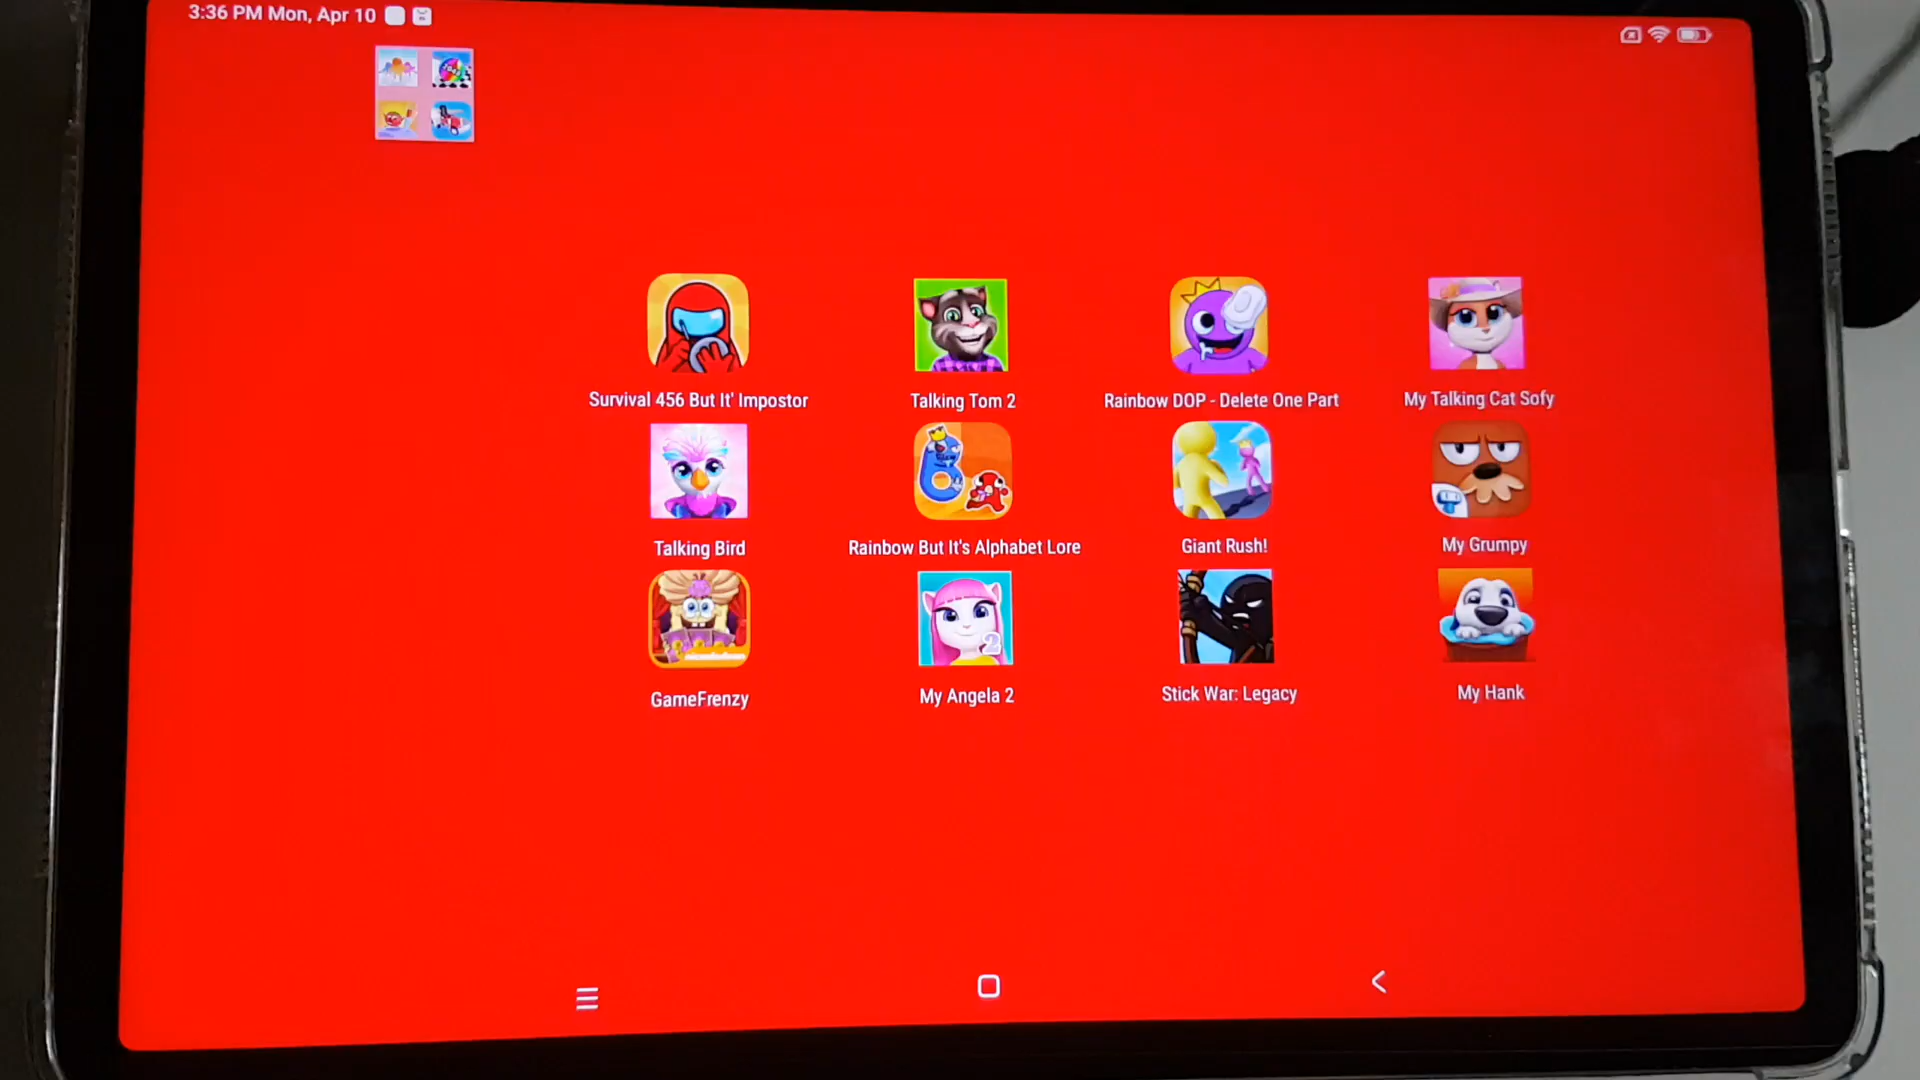 3:36 PM Mon, Apr 10
Survival 456 But It' Impostor
Talking Tom 2
Rainbow DOP - Delete One Part
My Talking Cat Sofy
Talking Bird
Rainbow But It's Alphabet Lore
Giant Rush!
My Grumpy
2
GameFrenzy
My Angela 2
Stick War: Legacy
My Hank